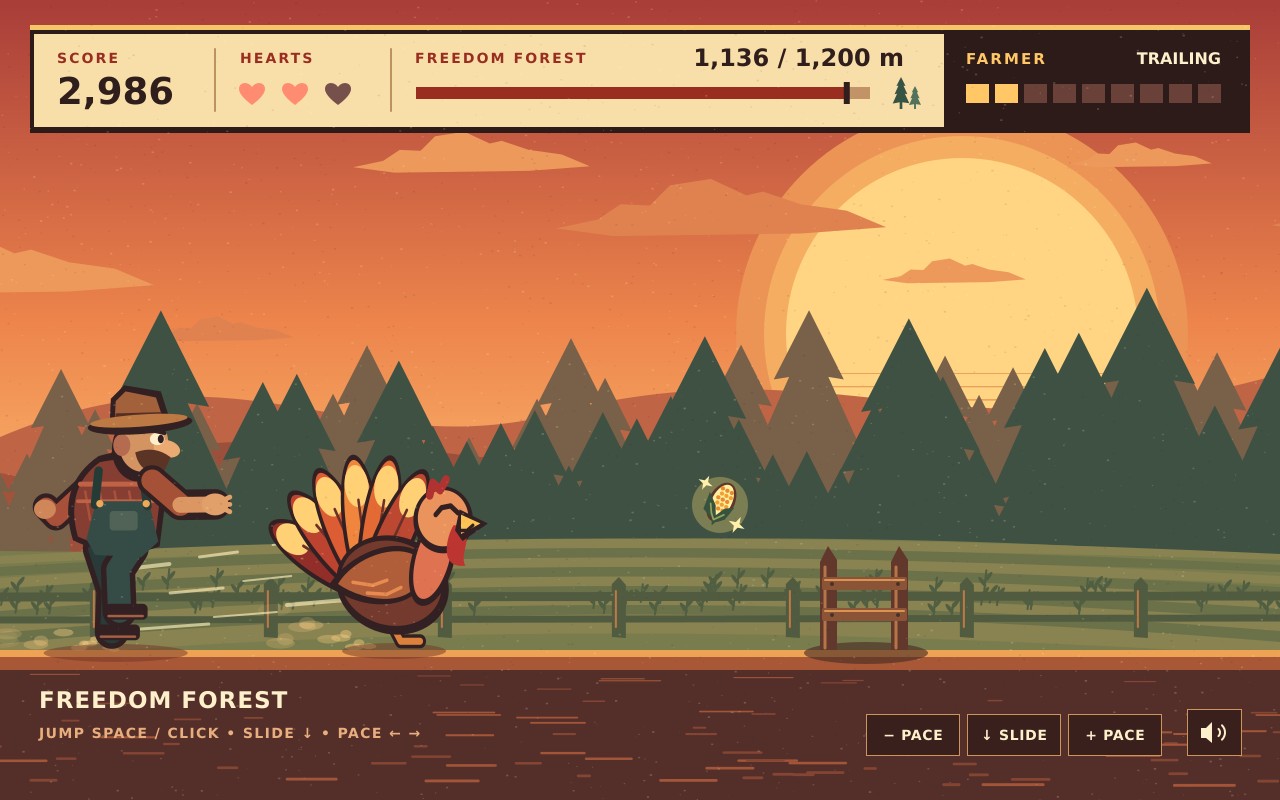 SCORE
2,986
HEARTS
FREEDOM FOREST
1,136 / 1,200 m
FARMER
TRAILING
FREEDOM FOREST
JUMP SPACE / CLICK • SLIDE ↓ • PACE ← →
− PACE
↓ SLIDE
+ PACE